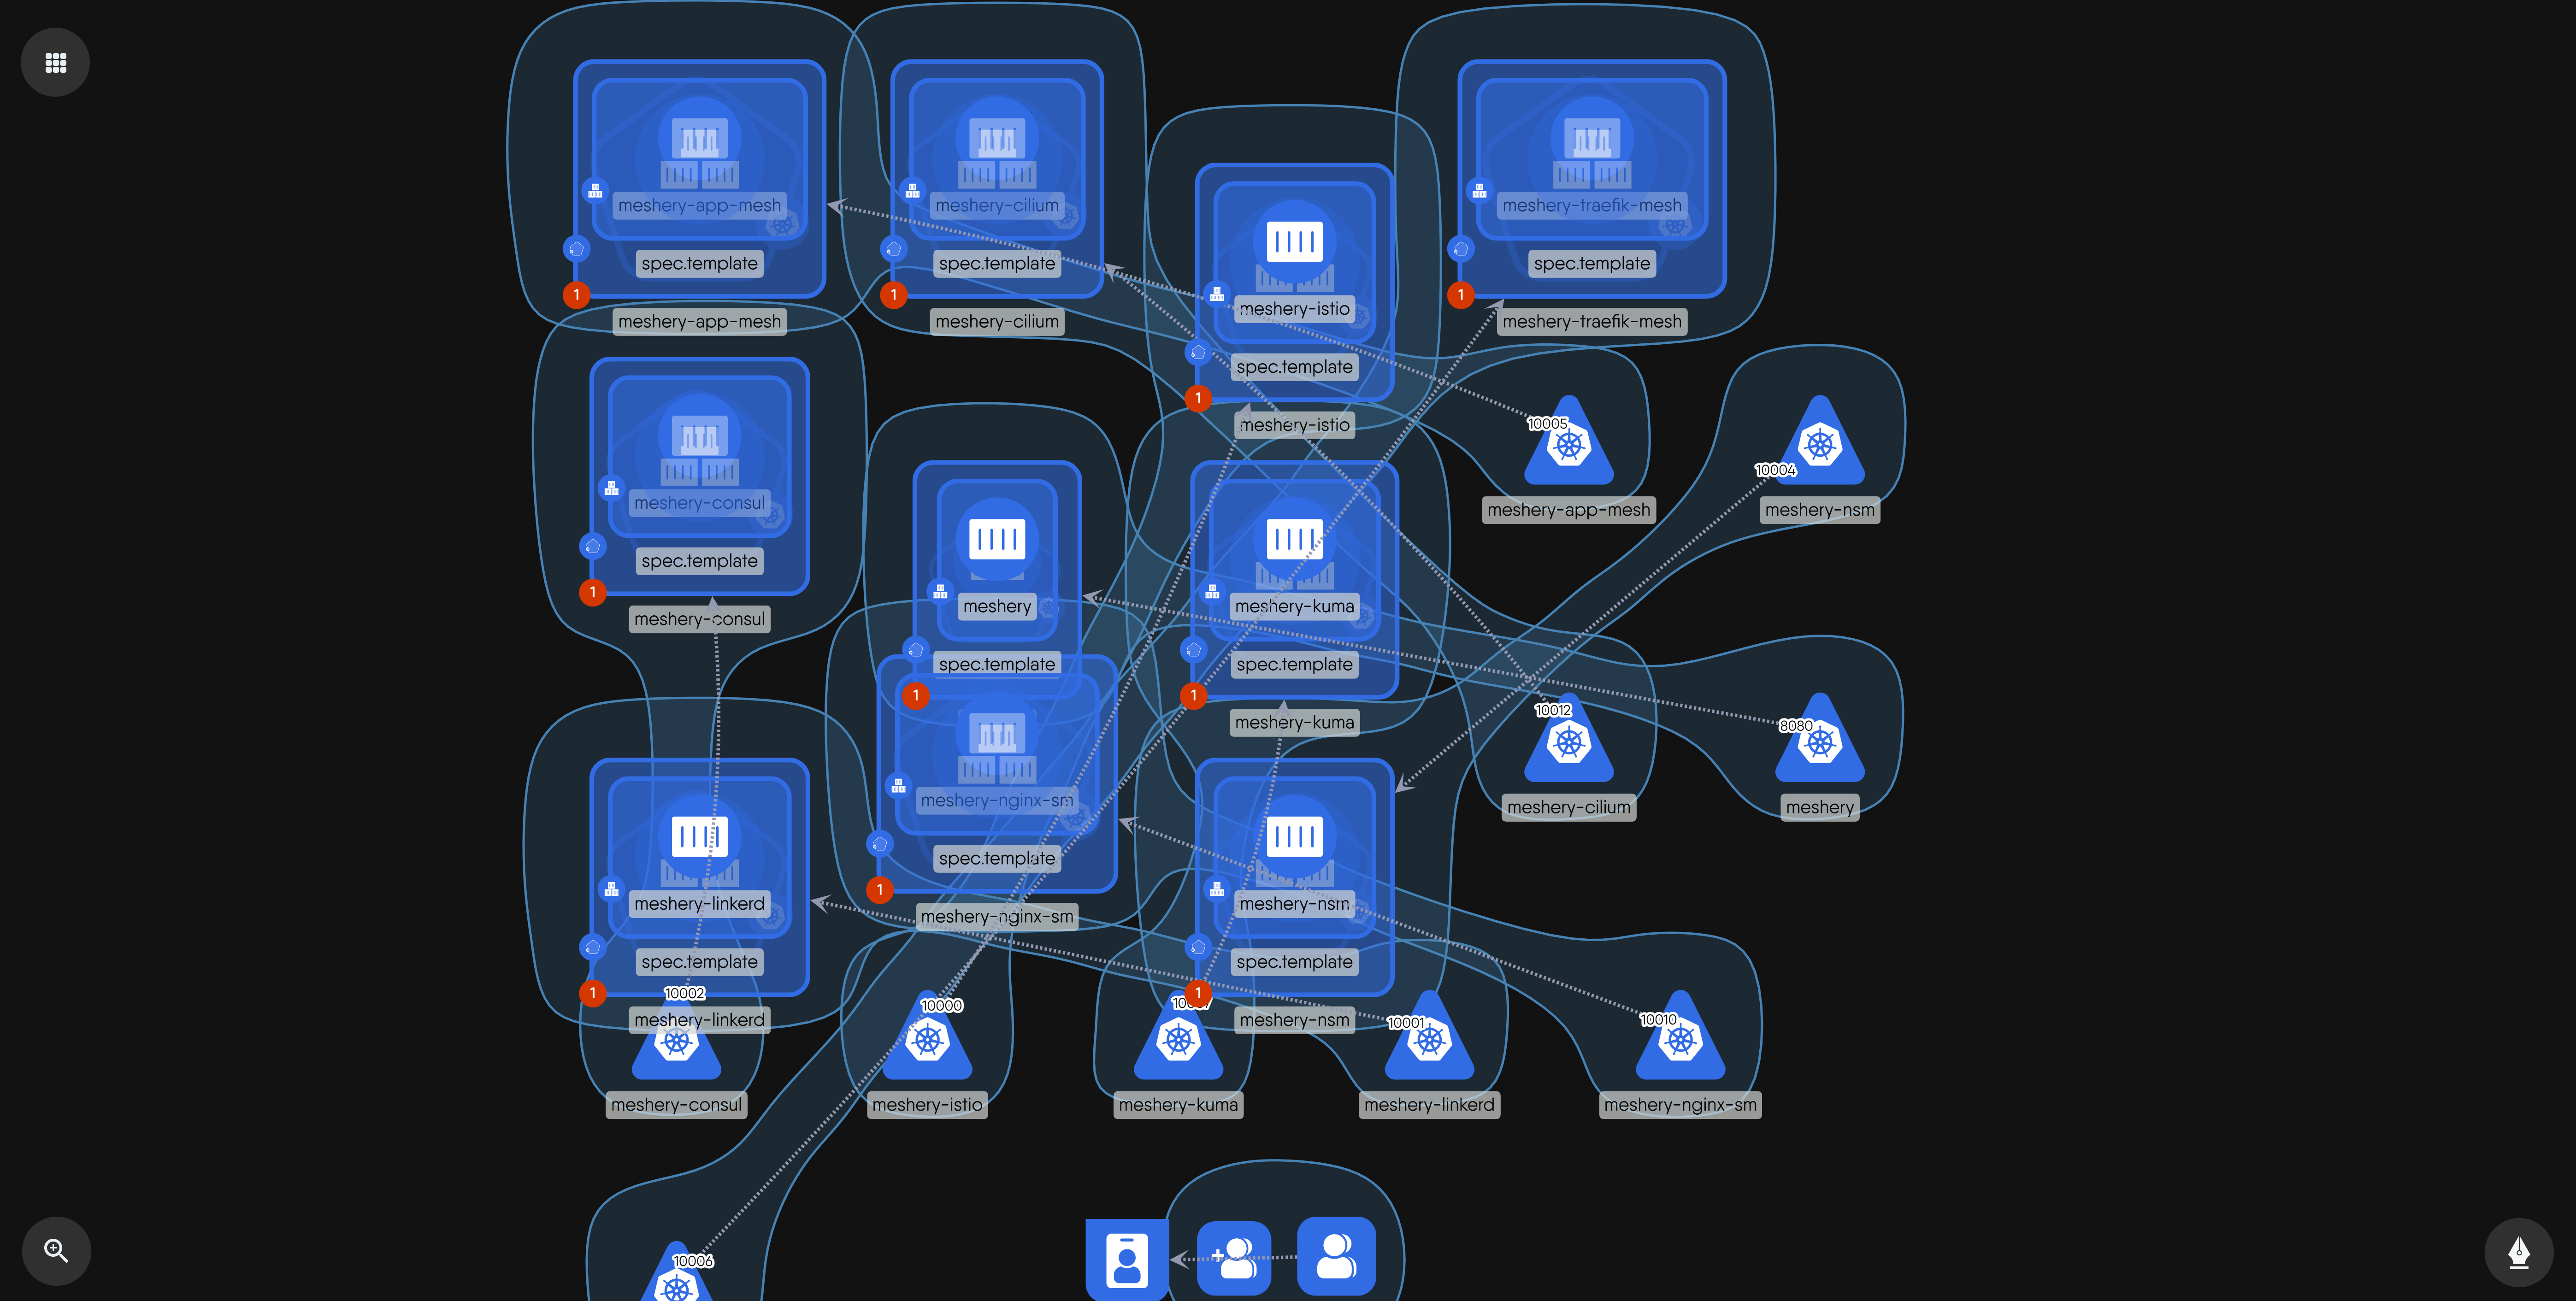 meshery-app-mesh
spec.template
1
meshery-app-mesh
meshery-cilium
spec.template
1
meshery-cilium
meshery-istio
spec.template
1
meshery-istio
meshery-traefik-mesh
spec.template
1
meshery-traefik-mesh
10005
meshery-app-mesh
10004
meshery-nsm
meshery-consul
spec.template
1
meshery-consul
meshery
spec.template
1
meshery-kuma
spec.template
1
meshery-kuma
10012
meshery-cilium
8080
meshery
meshery-nginx-sm
spec.template
1
meshery-nginx-sm
meshery-linkerd
spec.template
1
meshery-linkerd
meshery-nsm
spec.template
1
meshery-nsm
10002
meshery-consul
10000
meshery-istio
meshery-kuma
10001
meshery-linkerd
10010
meshery-nginx-sm
10006